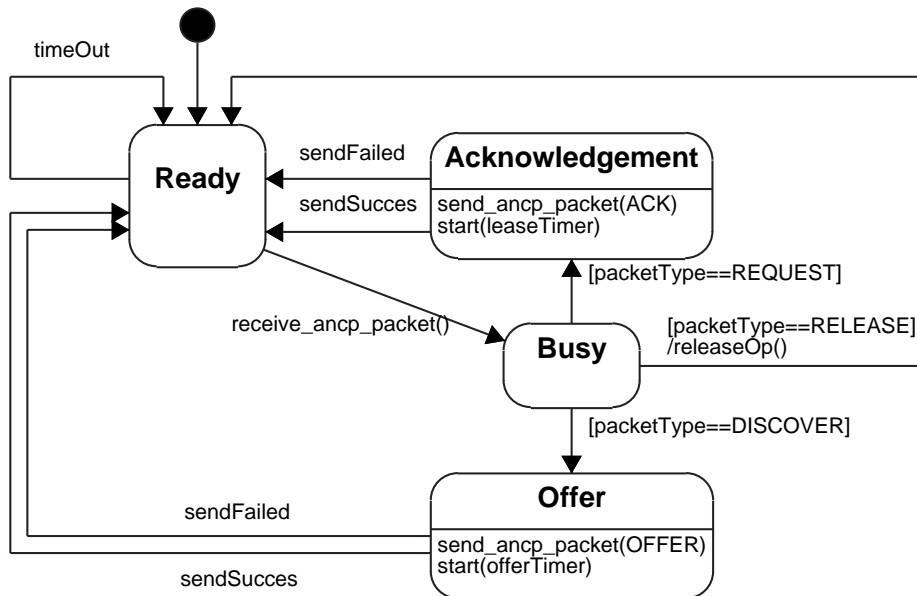 timeOut
Ready
sendFailed
Acknowledgement
sendSucces
send_ancp_packet(ACK)
start(leaseTimer)
[packetType==REQUEST]
receive_ancp_packet()
Busy
[packetType==RELEASE]
/releaseOp()
[packetType==DISCOVER]
Offer
sendFailed
send_ancp_packet(OFFER)
start(offerTimer)
sendSucces